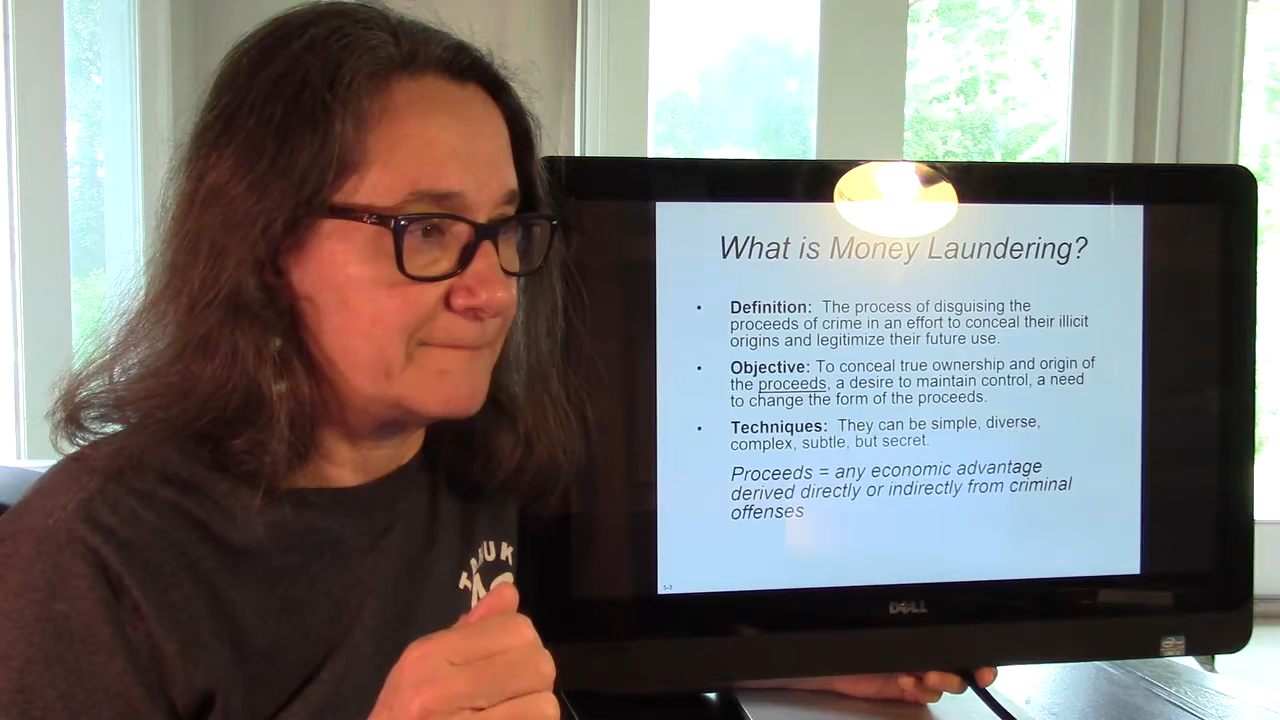 What is Money Laundering?
• Definition: The process of disguising the
proceeds of crime in an effort to conceal their illicit
origins and legitimize their future use.
• Objective: To conceal true ownership and origin of
the proceeds, a desire to maintain control, a need
to change the form of the proceeds.
• Techniques: They can be simple, diverse,
complex, subtle, but secret.
Proceeds = any economic advantage
derived directly or indirectly from criminal
offenses
5-3
DELL